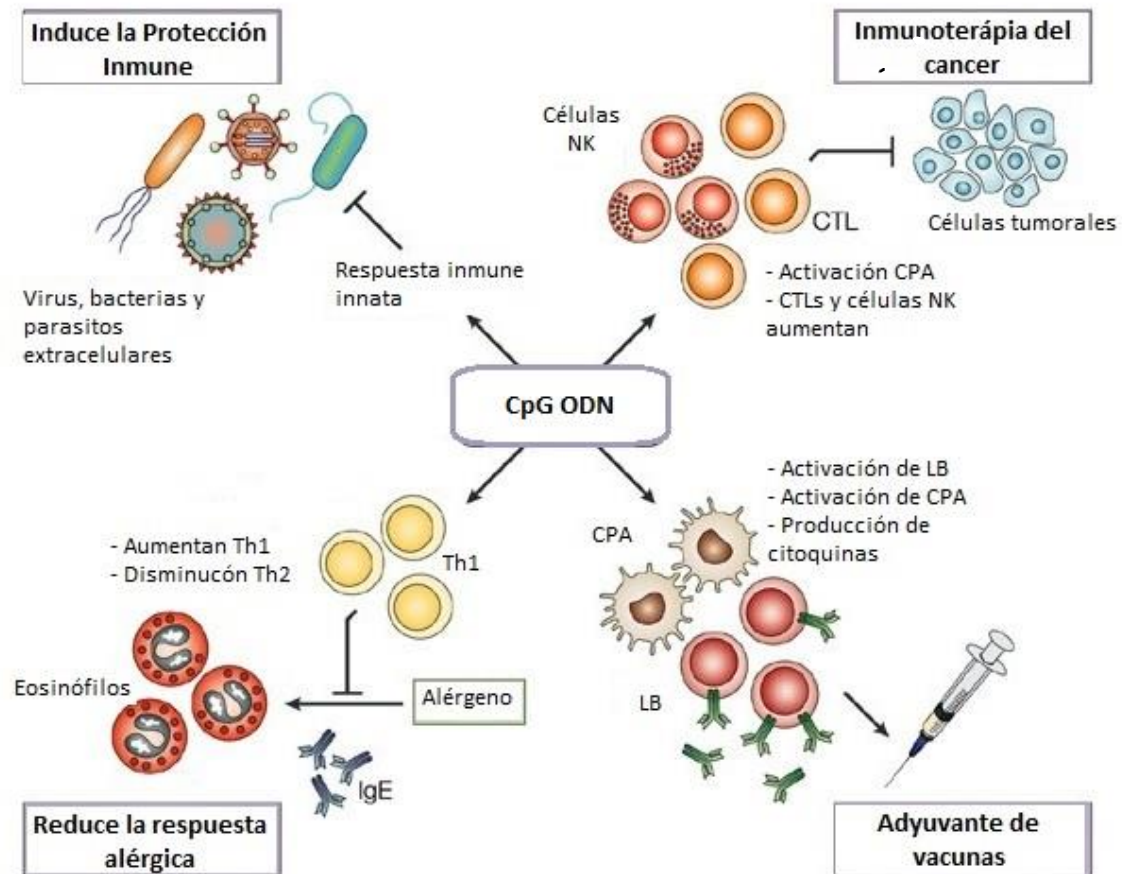 Induce la Protección
Inmune
Virus, bacterias y
parasitos
extracelulares
Respuesta inmune
innata
Inmunoterápia del
cancer
Células
NK
CTL
Células tumorales
- Activación CPA
- CTLs y células NK
aumentan
CpG ODN
- Aumentan Th1
- Disminucón Th2
Th1
Eosinófilos
Alérgeno
IgE
Reduce la respuesta
alérgica
- Activación de LB
- Activación de CPA
- Producción de
citoquinas
CPA
LB
Adyuvante de
vacunas